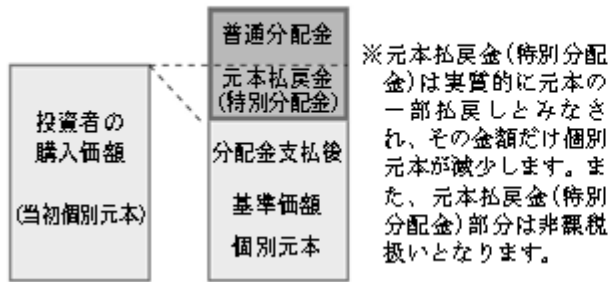 投資者の
購入価額
(当初個別元本)
普通分配金
元本払戻金
(特別分配金)
分配金支払後
基準価額
個別元本
※元本払戻金(特別分配
金)は実質的に元本の
一部払戻しとみなさ
れ、その金額だけ個別
元本が減少します。ま
た、元本払戻金(特別
分配金)部分は非課税
扱いとなります。